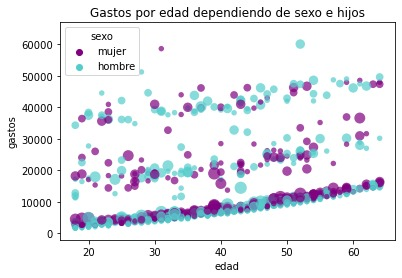 Gastos por edad dependiendo de sexo e hijos
sexo
mujer
hombre
60000
50000
40000
30000
20000
10000
0
gastos
20
30
40
50
60
edad